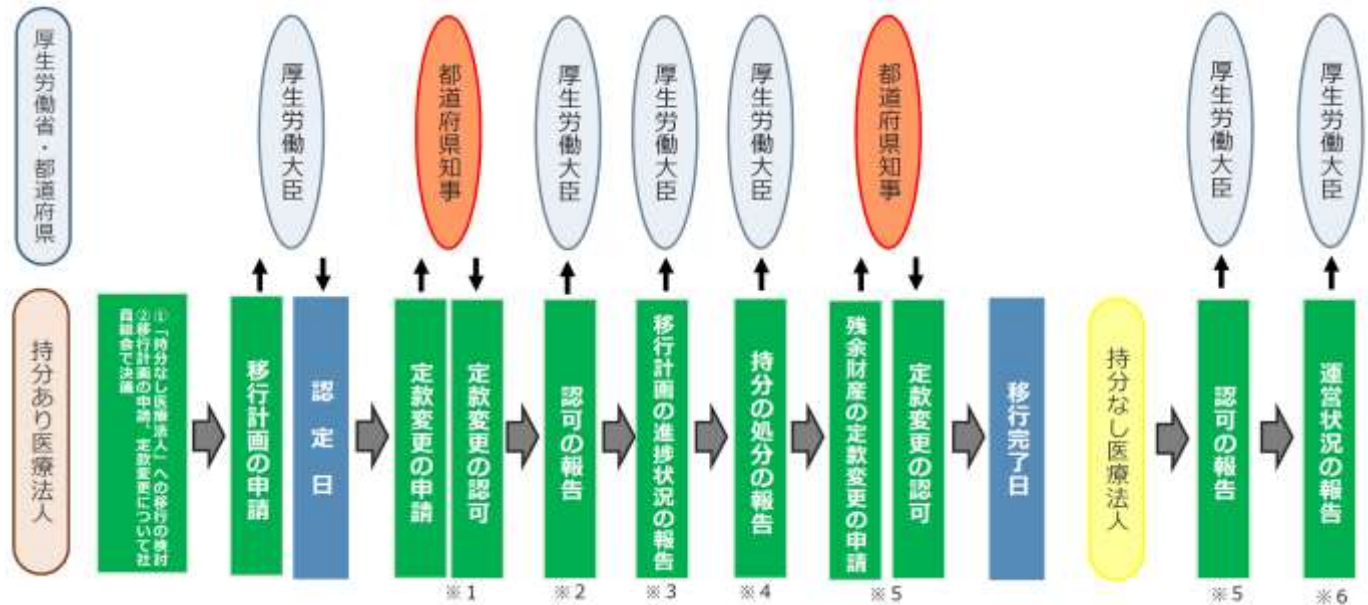 厚生労働省・都道府県
厚生労働大臣
都道府県知事
厚生労働大臣
厚生労働大臣
厚生労働大臣
都道府県知事
厚生労働大臣
厚生労働大臣
持分あり医療法人
①「持分なし医療法人」への移行の検討
②移行計画の申請、定款変更について社
員総会で決議
移行計画の申請
認定日
定款変更の申請
定款変更の認可
認可の報告
移行計画の進捗状況の報告
持分の処分の報告
残余財産の定款変更の申請
定款変更の認可
移行完了日
持分なし医療法人
認可の報告
運営状況の報告
※1
※2
※3
※4
※5
※5
※6